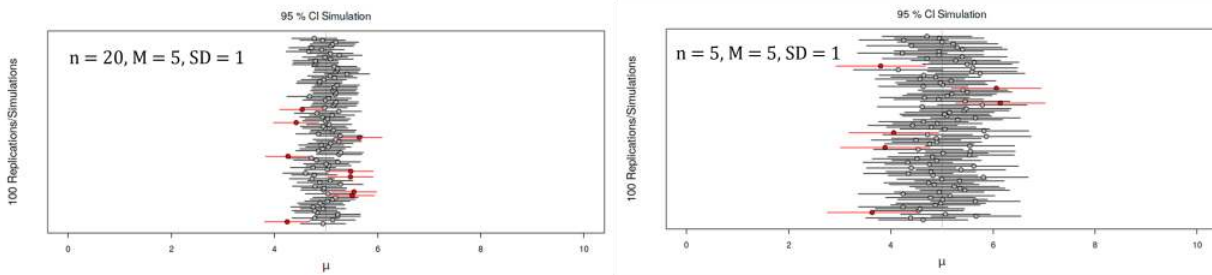 95 % CI Simulation
n = 20, M = 5, SD = 1
100 Replications/Simulations
0 2 4 6 8 10
μ
95 % CI Simulation
n = 5, M = 5, SD = 1
100 Replications/Simulations
0 2 4 6 8 10
μ